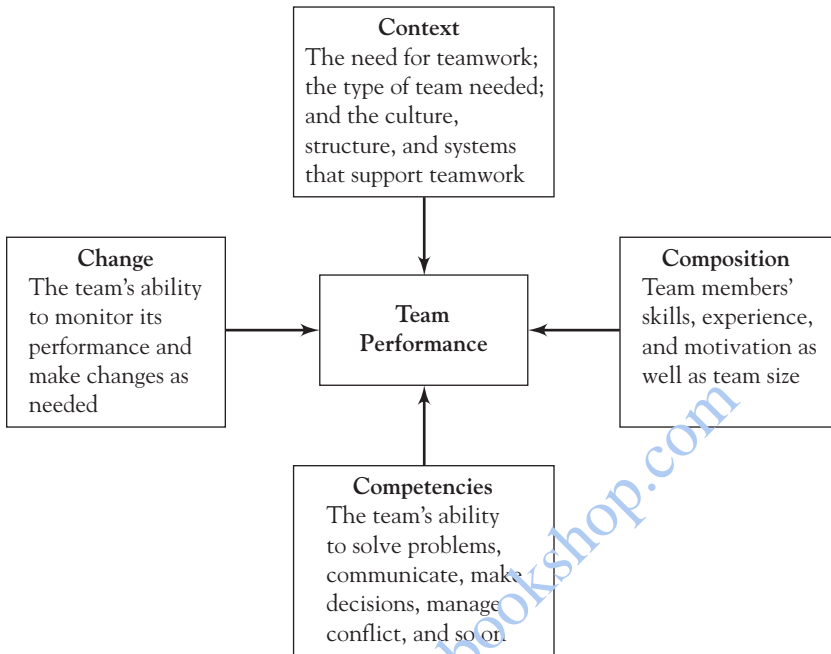 Context
The need for teamwork;
the type of team needed;
and the culture,
structure, and systems
that support teamwork
Change
The team's ability
to monitor its
performance and
make changes as
needed
Team
Performance
Composition
Team members'
skills, experience,
and motivation as
well as team size
Competencies
The team's ability
to solve problems,
communicate, make
decisions, manage
conflict, and so on
bookshop.com